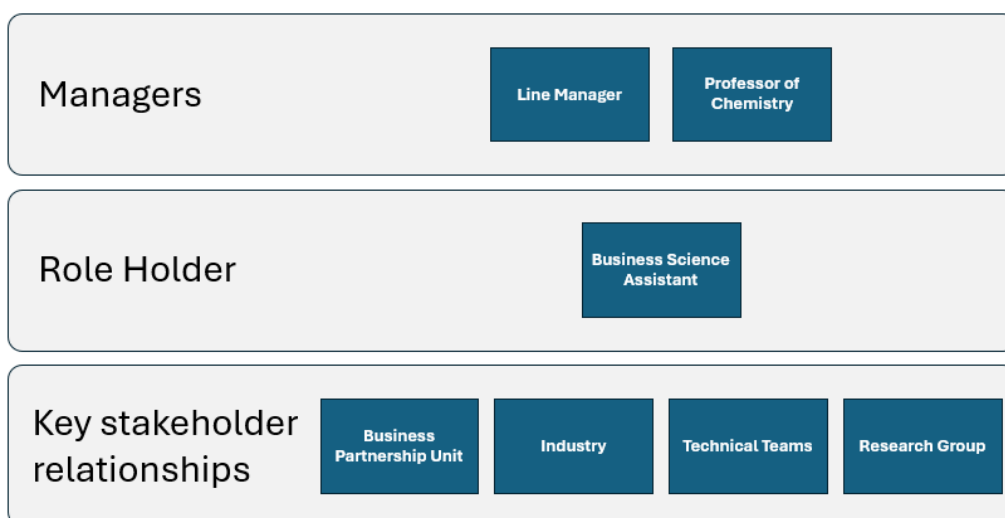 Managers
Line Manager
Professor of
Chemistry
Role Holder
Business Science
Assistant
Key stakeholder
relationships
Business
Partnership Unit
Industry
Technical Teams
Research Group